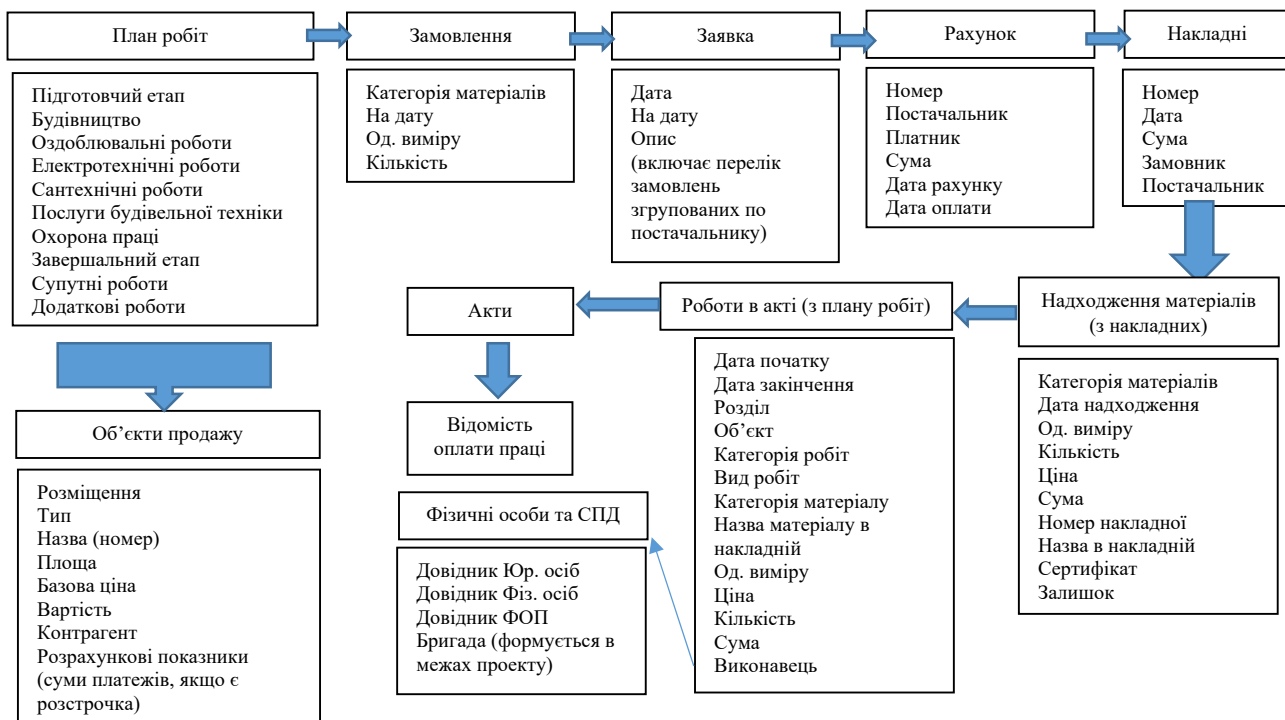 План робіт
Замовлення
Заявка
Рахунок
Накладні
Підготовчий етап
Будівництво
Оздоблювальні роботи
Електротехнічні роботи
Сантехнічні роботи
Послуги будівельної техніки
Охорона праці
Завершальний етап
Супутні роботи
Додаткові роботи
Категорія матеріалів
На дату
Од. виміру
Кількість
Дата
На дату
Опис
(включає перелік
замовлень
згрупованих по
постачальнику)
Номер
Постачальник
Платник
Сума
Дата рахунку
Дата оплати
Номер
Дата
Сума
Замовник
Постачальник
Надходження матеріалів
(з накладних)
Категорія матеріалів
Дата надходження
Од. виміру
Кількість
Ціна
Сума
Номер накладної
Назва в накладній
Сертифікат
Залишок
Роботи в акті (з плану робіт)
Дата початку
Дата закінчення
Розділ
Об’єкт
Категорія робіт
Вид робіт
Категорія матеріалу
Назва матеріалу в
накладній
Од. виміру
Ціна
Кількість
Сума
Виконавець
Акти
Відомість
оплати праці
Фізичні особи та СПД
Довідник Юр. осіб
Довідник Фіз. осіб
Довідник ФОП
Бригада (формується в
межах проекту)
Об’єкти продажу
Розміщення
Тип
Назва (номер)
Площа
Базова ціна
Вартість
Контрагент
Розрахункові показники
(суми платежів, якщо є
розстрочка)